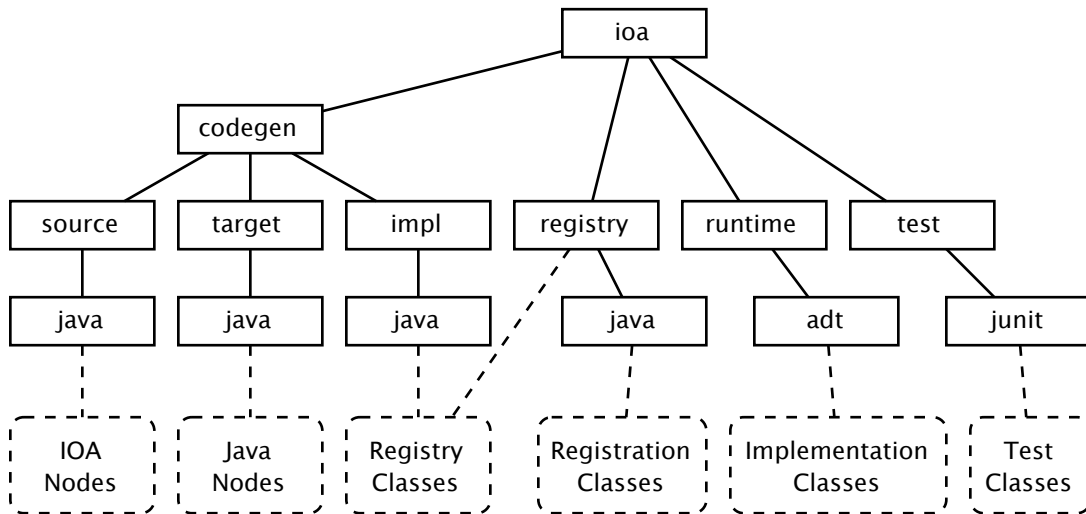 ioa
codegen
source
target
impl
registry
runtime
test
java
java
java
java
adt
junit
IOA
Nodes
Java
Nodes
Registry
Classes
Registration
Classes
Implementation
Classes
Test
Classes